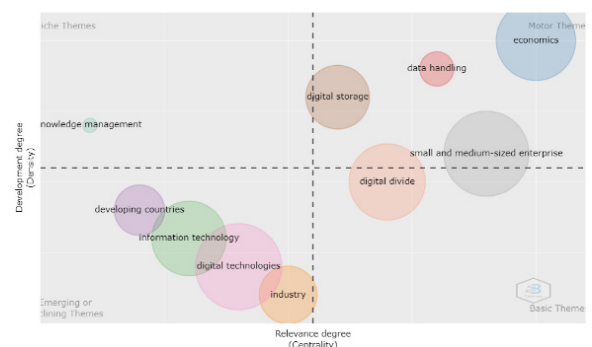 iche Themes
Motor Theme
economics
data handling
digital storage
nowledge management
small and medium-sized enterprise
digital divide
developing countries
information technology
digital technologies
industry
Emerging or
clining Themes
Basic Theme
Development degree
(Density)
Relevance degree
(Centrality)